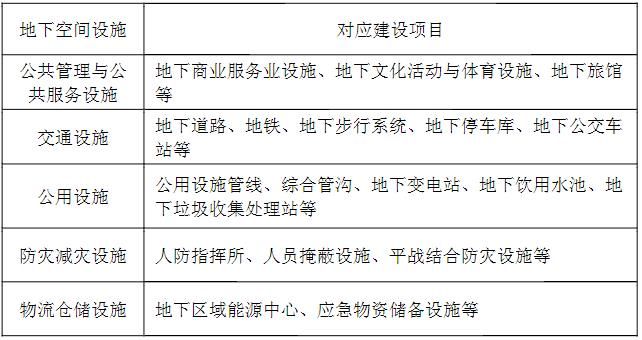 地下空间设施 对应建设项目
公共管理与公 地下商业服务业设施、地下文化活动与体育设施、地下旅馆
共服务设施 等
交通设施 地下道路、地铁、地下步行系统、地下停车库、地下公交车
站等
公用设施 公用设施管线、综合管沟、地下变电站、地下饮用水池、地
下垃圾收集处理站等
防灾减灾设施 人防指挥所、人员掩蔽设施、平战结合防灾设施等
物流仓储设施 地下区域能源中心、应急物资储备设施等